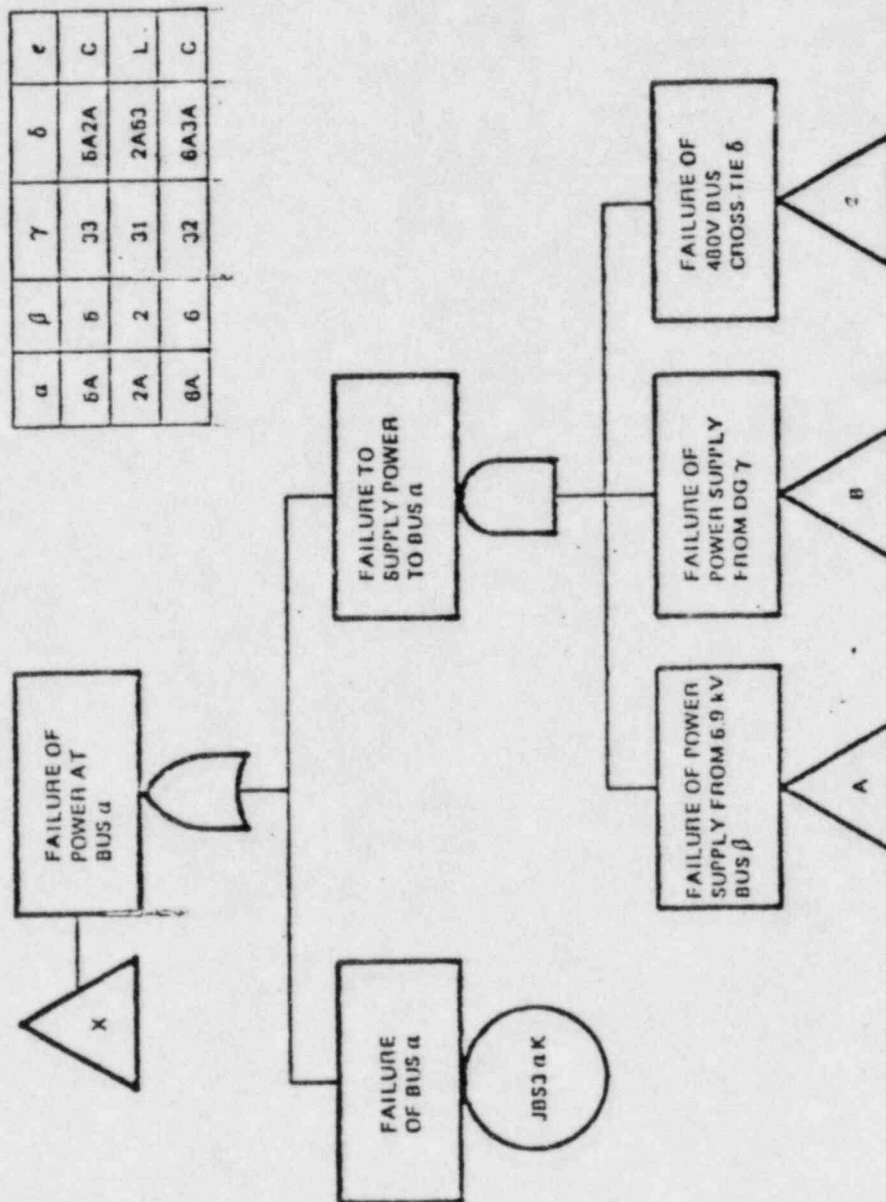 α β γ δ e
5A 5 33 5A2A C
2A 2 31 2A53 L
6A 6 32 6A3A C
X
FAILURE OF
POWER AT
BUS α
FAILURE
OF BUS α
JBS3 α K
FAILURE TO
SUPPLY POWER
TO BUS α
FAILURE OF POWER
SUPPLY FROM 6.9 kV
BUS β
A
FAILURE OF
POWER SUPPLY
FROM DG γ
B
FAILURE OF
480V BUS
CROSS-TIE δ